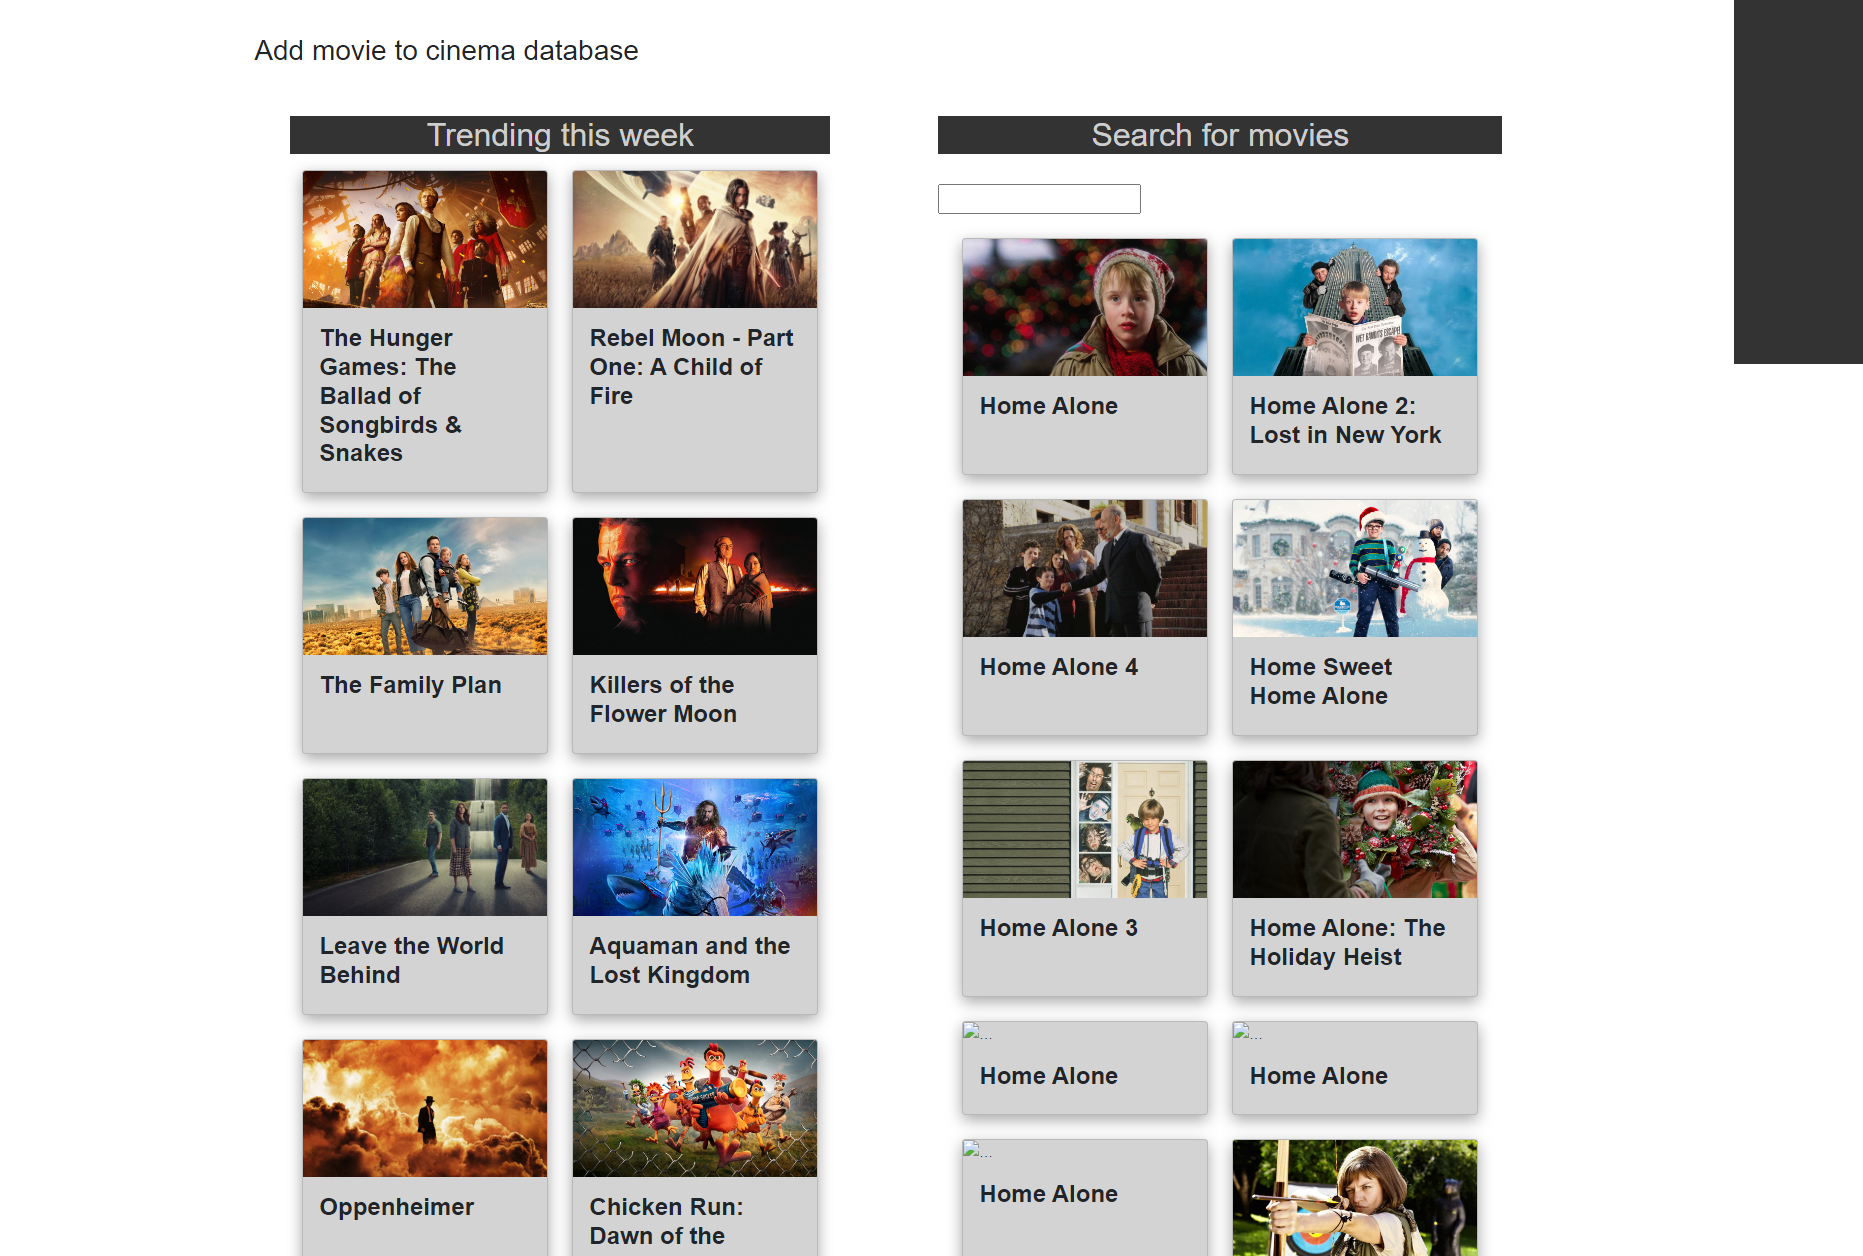 Add movie to cinema database
Trending this week
The Hunger
Games: The
Ballad of
Songbirds &
Snakes
Rebel Moon - Part
One: A Child of
Fire
The Family Plan
Killers of the
Flower Moon
Leave the World
Behind
Aquaman and the
Lost Kingdom
Oppenheimer
Chicken Run:
Dawn of the
Search for movies
WET BANDITS ESCAPE!
Home Alone
Home Alone 2:
Lost in New York
Home Alone 4
Home Sweet
Home Alone
Home Alone 3
Home Alone: The
Holiday Heist
...
Home Alone
...
Home Alone
...
Home Alone